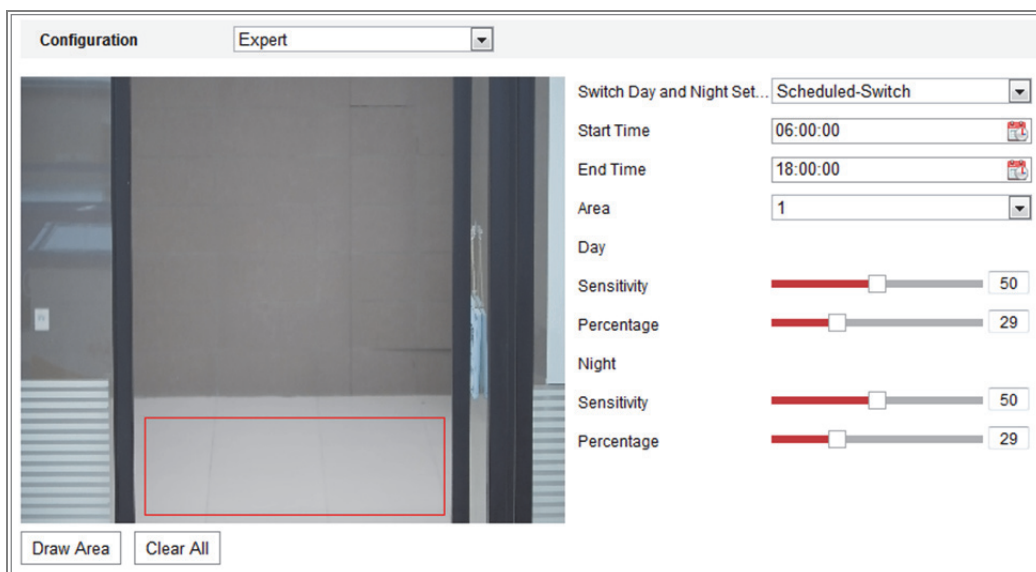 Configuration Expert
Switch Day and Night Set... Scheduled-Switch
Start Time 06:00:00
End Time 18:00:00
Area 1
Day
Sensitivity 50
Percentage 29
Night
Sensitivity 50
Percentage 29
Draw Area Clear All